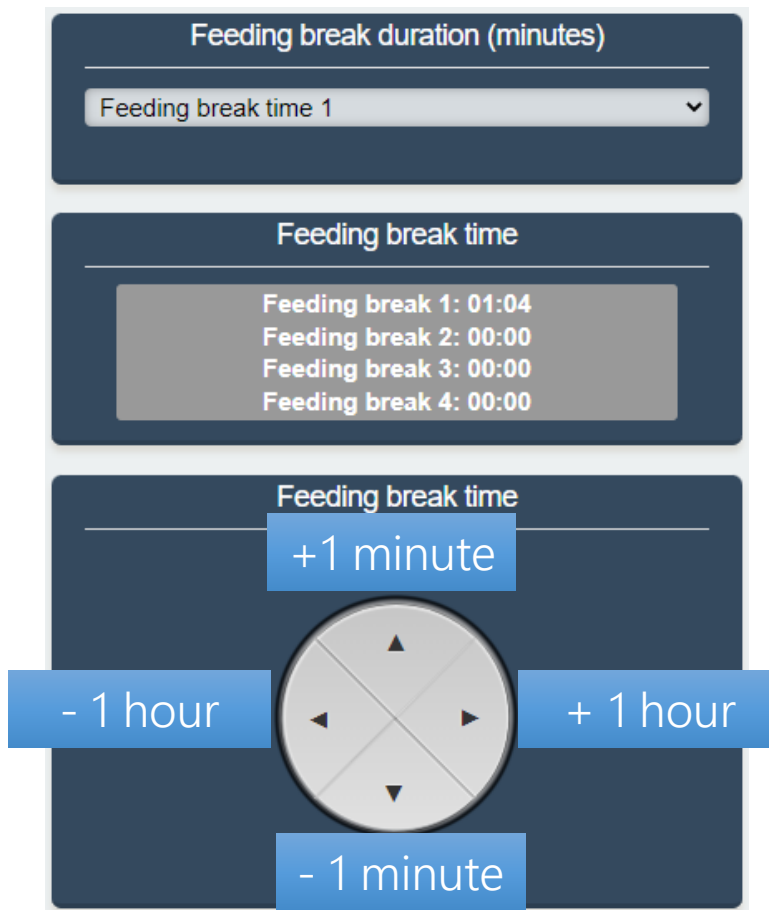 Feeding break duration (minutes)
Feeding break time 1
Feeding break time
Feeding break 1: 01:04
Feeding break 2: 00:00
Feeding break 3: 00:00
Feeding break 4: 00:00
Feeding break time
+1 minute
- 1 hour
+ 1 hour
- 1 minute